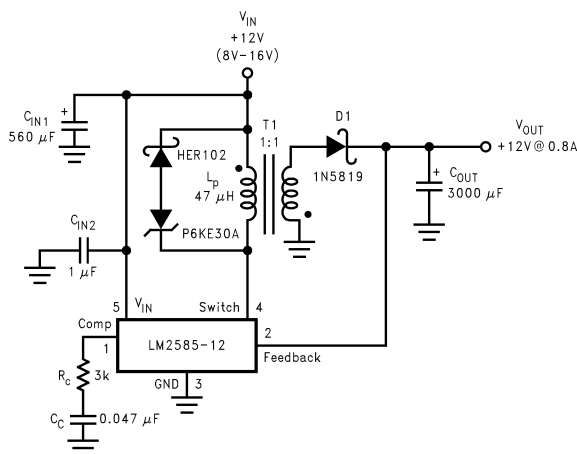 V_IN
+12V
(8V-16V)
C_IN1
+
560 μF
HER102
T1
1:1
D1
1N5819
V_OUT
+12V @ 0.8A
L_p
47 μH
+
C_OUT
3000 μF
C_IN2
1 μF
P6KE30A
5
V_IN
Switch
4
Comp
1
LM2585-12
2
Feedback
R_c
3k
GND
3
C_C
0.047 μF